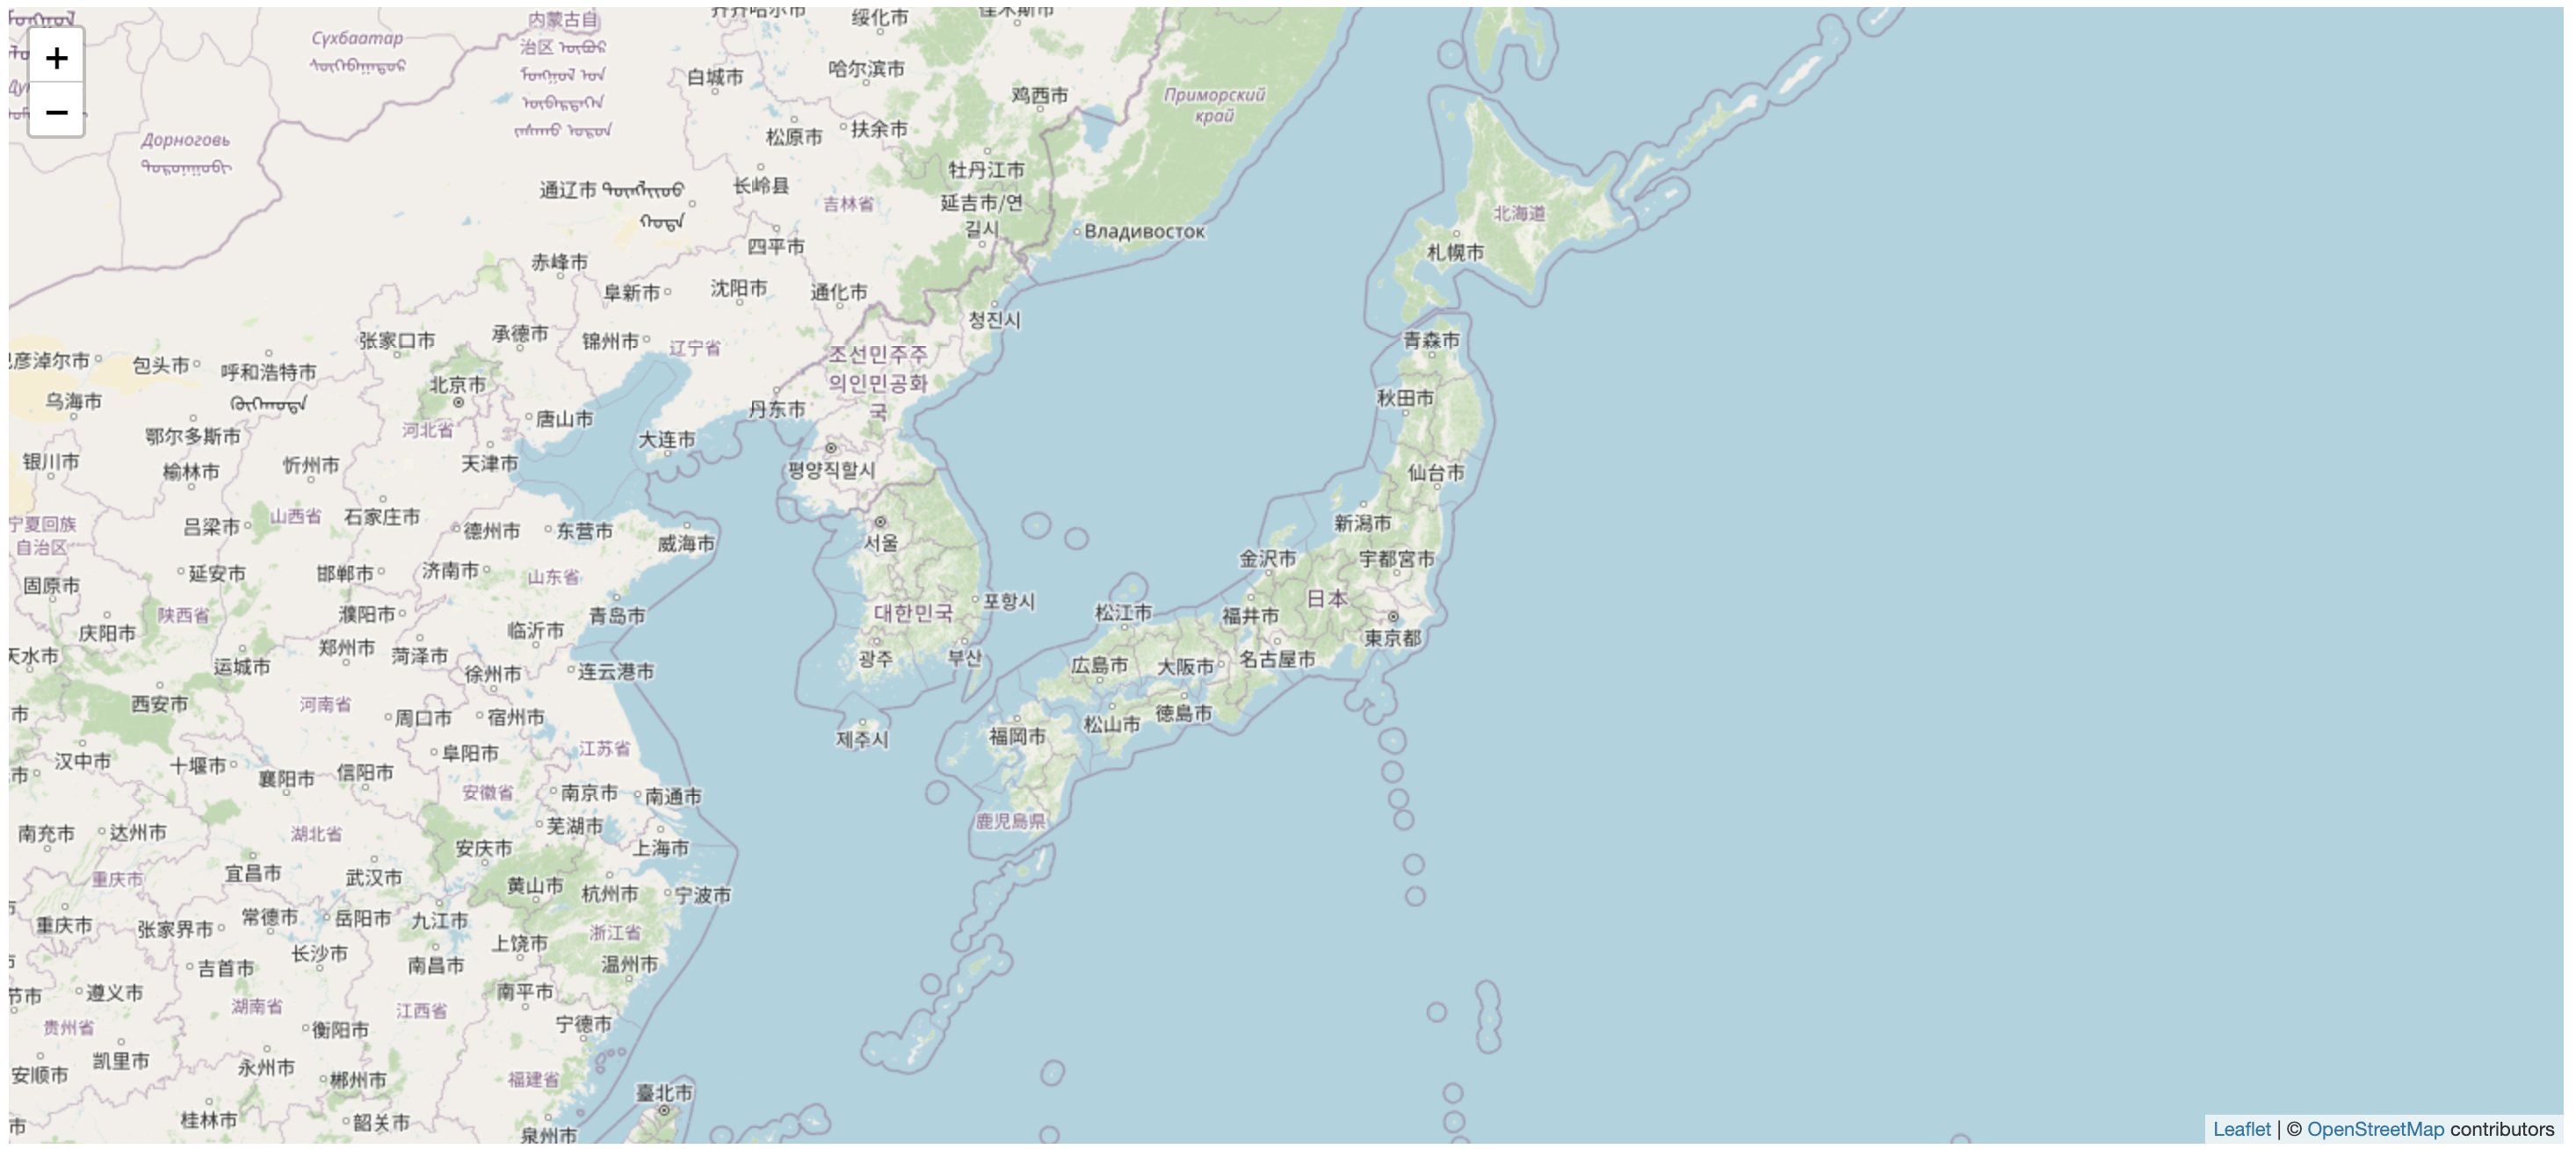 Сүхбаатар
内蒙古自
治区
绥化市
+
−
白城市
哈尔滨市
鸡西市
Приморский
край
Дорноговь
松原市
扶余市
牡丹江市
通辽市
长岭县
吉林省
延吉市/연
길시
北海道
Владивосток
四平市
札幌市
赤峰市
阜新市
沈阳市
通化市
청진시
张家口市
承德市
锦州市
辽宁省
青森市
조선민주주
의인민공화
국
包头市
呼和浩特市
北京市
秋田市
乌海市
唐山市
丹东市
鄂尔多斯市
河北省
大连市
银川市
榆林市
忻州市
天津市
평양직할시
仙台市
宁夏回族
自治区
吕梁市
山西省
石家庄市
德州市
东营市
威海市
서울
新潟市
固原市
延安市
邯郸市
济南市
山东省
金沢市
宇都宮市
陕西省
濮阳市
青岛市
대한민국
포항시
松江市
福井市
日本
庆阳市
郑州市
菏泽市
临沂市
東京都
天水市
运城市
徐州市
连云港市
광주
부산
広島市
大阪市
名古屋市
西安市
河南省
周口市
宿州市
제주시
福岡市
松山市
徳島市
汉中市
十堰市
襄阳市
信阳市
阜阳市
江苏省
安徽省
南京市
南通市
南充市
达州市
湖北省
芜湖市
鹿児島県
安庆市
上海市
重庆市
宜昌市
武汉市
黄山市
杭州市
宁波市
重庆市
张家界市
常德市
岳阳市
九江市
浙江省
吉首市
长沙市
南昌市
上饶市
温州市
遵义市
湖南省
江西省
南平市
贵州省
衡阳市
宁德市
安顺市
凯里市
永州市
郴州市
福建省
臺北市
桂林市
韶关市
泉州市
Leaflet | © OpenStreetMap contributors